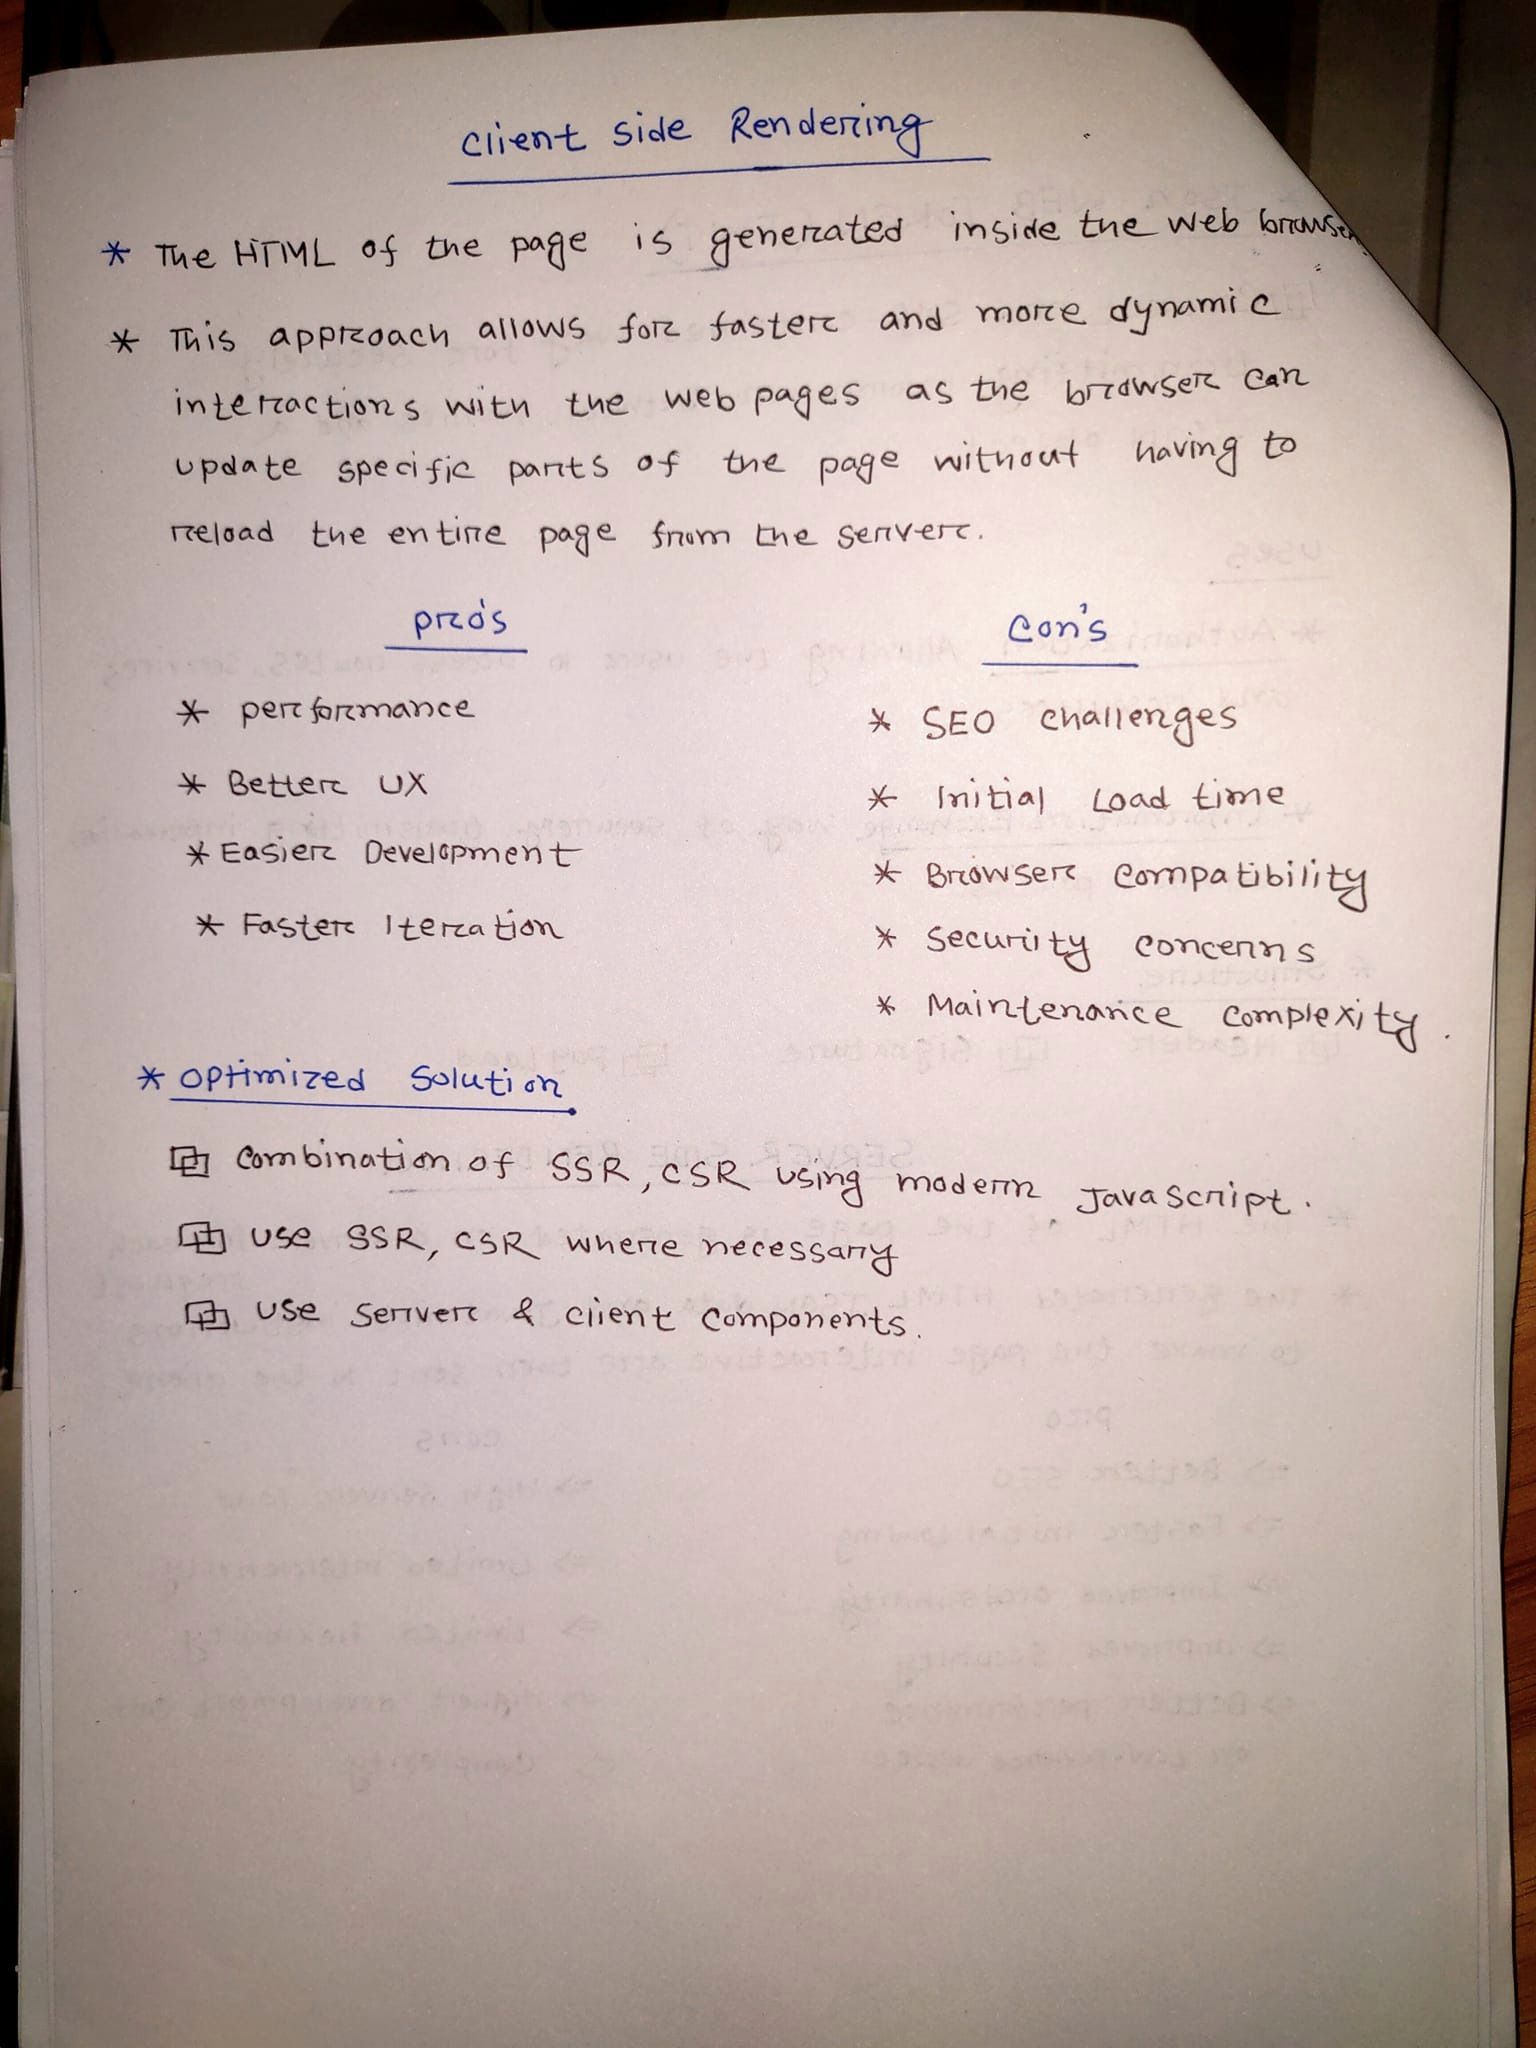 Client Side Rendering
* The HTML of the page is generated inside the web browser
* This approach allows for faster and more dynamic
interactions with the web pages as the browser can
update specific parts of the page without having to
reload the entire page from the server.
pro's
* performance
* Better UX
* Easier Development
* Faster Iteration
Con's
* SEO challenges
* Initial Load time
* Browser Compatibility
* Security concerns
* Maintenance Complexity.
* Optimized Solution
Combination of SSR, CSR using modern Javascript.
use SSR, CSR where necessary
use server & client components.